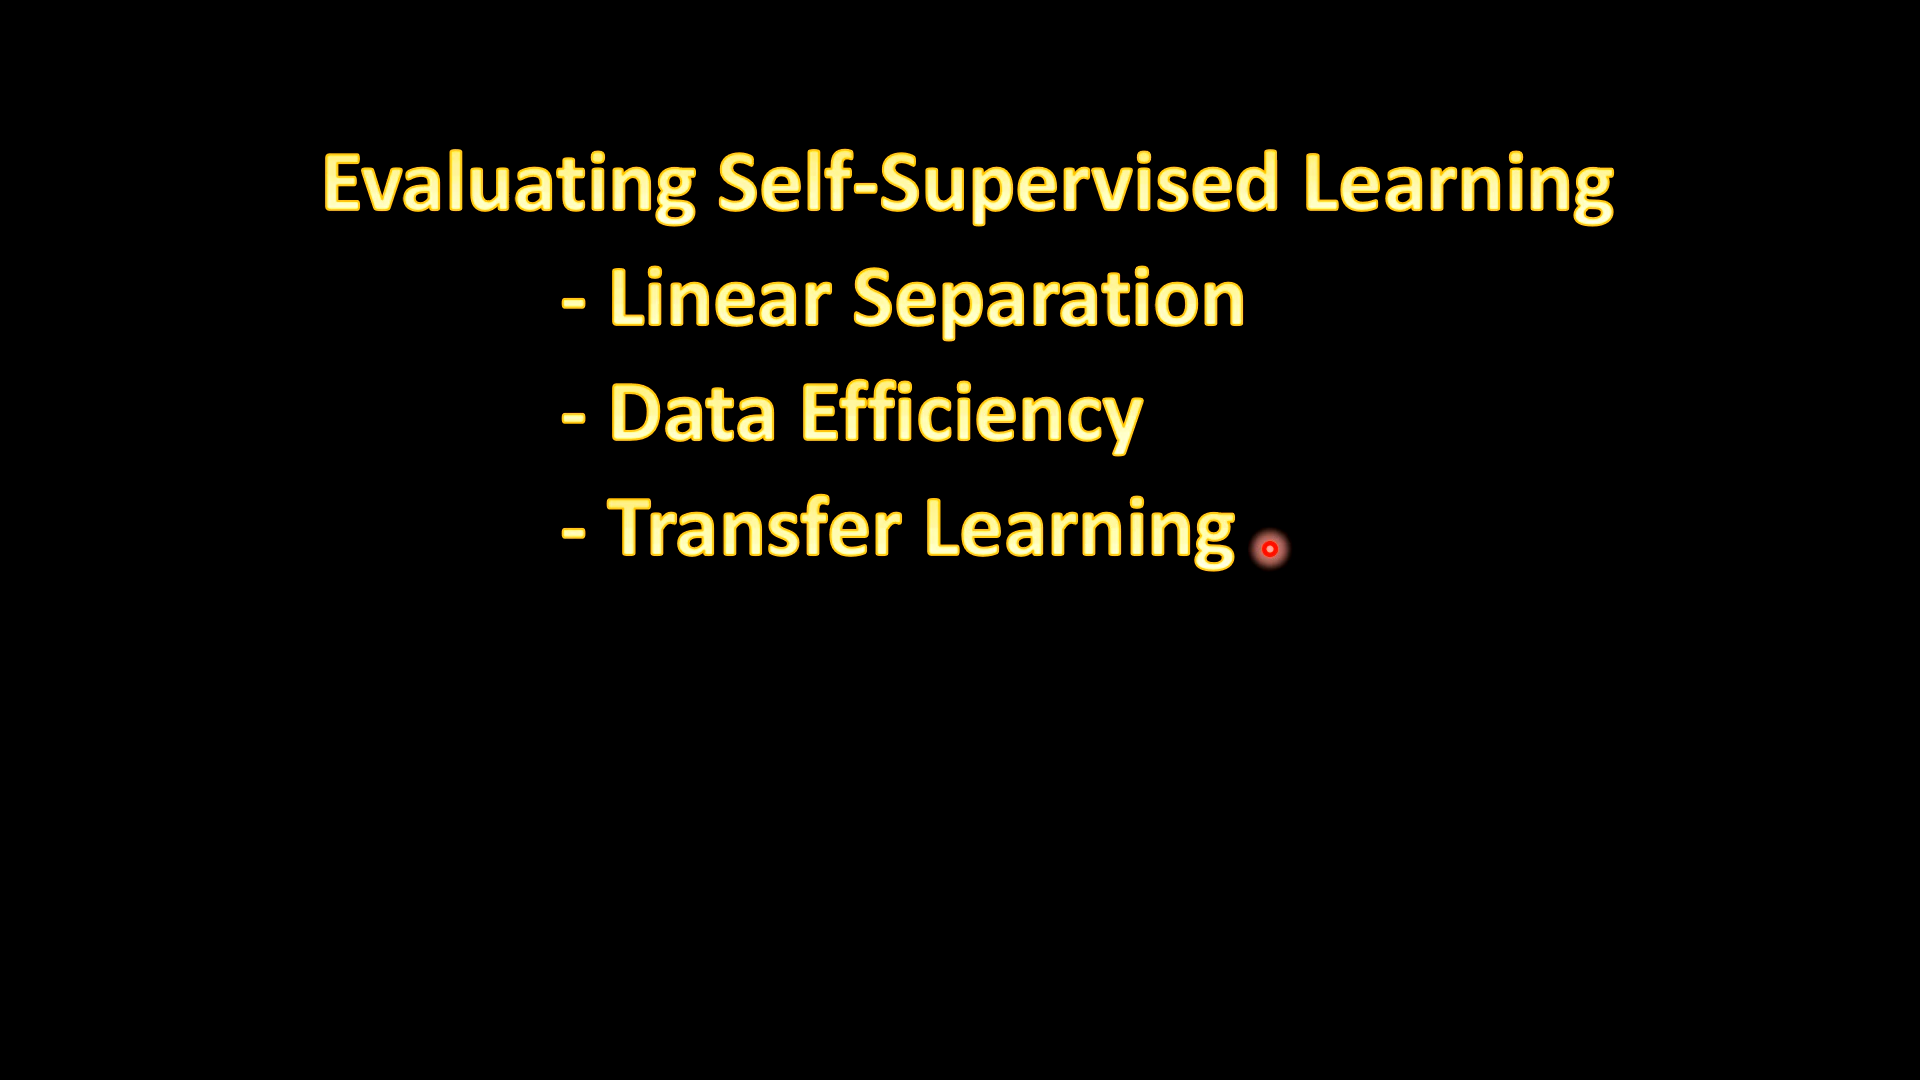 Evaluating Self-Supervised Learning
- Linear Separation
- Data Efficiency
- Transfer Learning